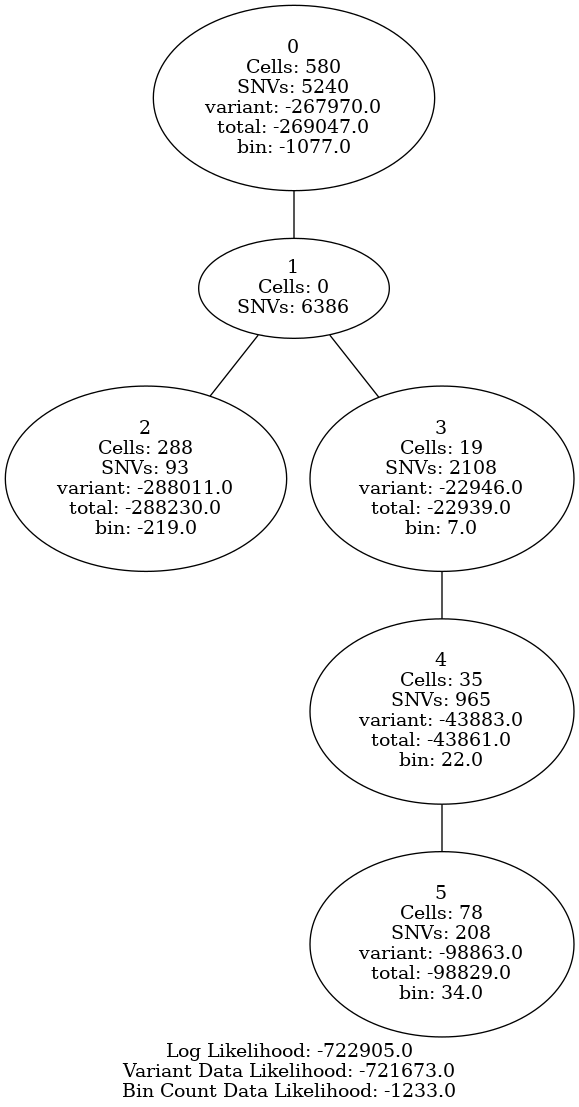 0
Cells: 580
SNVs: 5240
variant: -267970.0
total: -269047.0
bin: -1077.0
1
Cells: 0
SNVs: 6386
2
Cells: 288
SNVs: 93
variant: -288011.0
total: -288230.0
bin: -219.0
3
Cells: 19
SNVs: 2108
variant: -22946.0
total: -22939.0
bin: 7.0
4
Cells: 35
SNVs: 965
variant: -43883.0
total: -43861.0
bin: 22.0
5
Cells: 78
SNVs: 208
variant: -98863.0
total: -98829.0
bin: 34.0
Log Likelihood: -722905.0
Variant Data Likelihood: -721673.0
Bin Count Data Likelihood: -1233.0